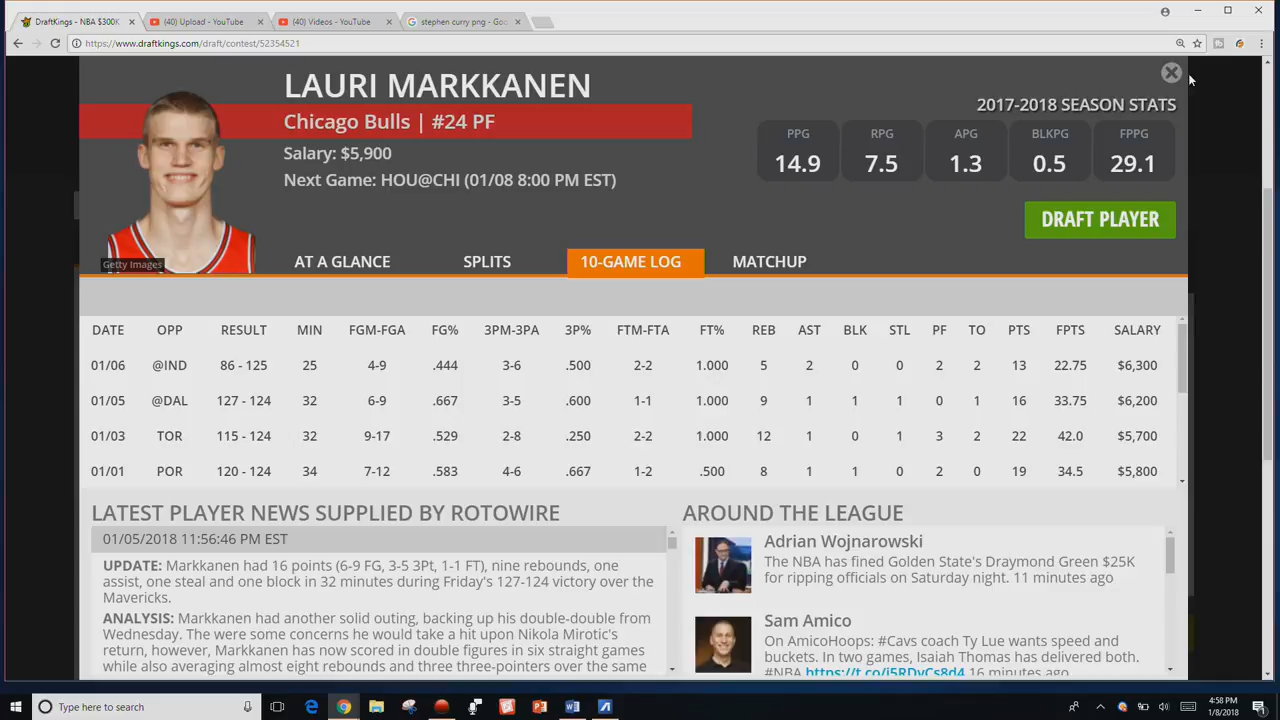 DraftKings - NBA $300K
(40) Upload - YouTube
(40) Videos - YouTube
stephen curry png - Goo
https://www.draftkings.com/draft/contest/52354521
LAURI MARKKANEN
Chicago Bulls | #24 PF
Salary: $5,900
Next Game: HOU@CHI (01/08 8:00 PM EST)
Getty Images
2017-2018 SEASON STATS
PPG RPG APG BLKPG FPPG
14.9 7.5 1.3 0.5 29.1
DRAFT PLAYER
AT A GLANCE SPLITS 10-GAME LOG MATCHUP
DATE OPP RESULT MIN FGM-FGA FG% 3PM-3PA 3P% FTM-FTA FT% REB AST BLK STL PF TO PTS FPTS SALARY
01/06 @IND 86 - 125 25 4-9 .444 3-6 .500 2-2 1.000 5 2 0 0 2 2 13 22.75 $6,300
01/05 @DAL 127 - 124 32 6-9 .667 3-5 .600 1-1 1.000 9 1 1 1 0 1 16 33.75 $6,200
01/03 TOR 115 - 124 32 9-17 .529 2-8 .250 2-2 1.000 12 1 0 1 3 2 22 42.0 $5,700
01/01 POR 120 - 124 34 7-12 .583 4-6 .667 1-2 .500 8 1 1 0 2 0 19 34.5 $5,800
LATEST PLAYER NEWS SUPPLIED BY ROTOWIRE
01/05/2018 11:56:46 PM EST
UPDATE: Markkanen had 16 points (6-9 FG, 3-5 3Pt, 1-1 FT), nine rebounds, one
assist, one steal and one block in 32 minutes during Friday's 127-124 victory over the
Mavericks.
ANALYSIS: Markkanen had another solid outing, backing up his double-double from
Wednesday. The were some concerns he would take a hit upon Nikola Mirotic's
return, however, Markkanen has now scored in double figures in six straight games
while also averaging almost eight rebounds and three three-pointers over the same
AROUND THE LEAGUE
Adrian Wojnarowski
The NBA has fined Golden State's Draymond Green $25K
for ripping officials on Saturday night. 11 minutes ago
Sam Amico
On AmicoHoops: #Cavs coach Ty Lue wants speed and
buckets. In two games, Isaiah Thomas has delivered both.
#NBA https://t.co/i5RDvCs8d4 16 minutes ago
Type here to search
4:58 PM
1/8/2018